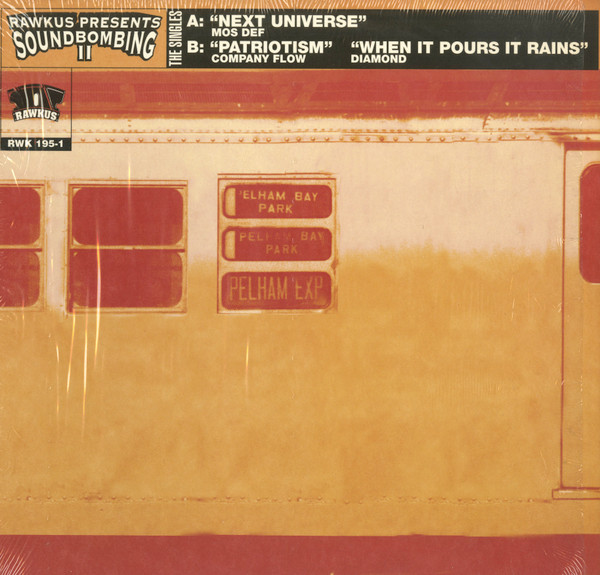 RAWKUS PRESENTS
SOUNDBOMBING
II
THE SINGLES
A: "NEXT UNIVERSE"
MOS DEF
B: "PATRIOTISM" "WHEN IT POURS IT RAINS"
COMPANY FLOW DIAMOND
RAWKUS
RWK 195-1
'ELHAM BAY
PARK
PELHAM BAY
PARK
PELHAM EXP